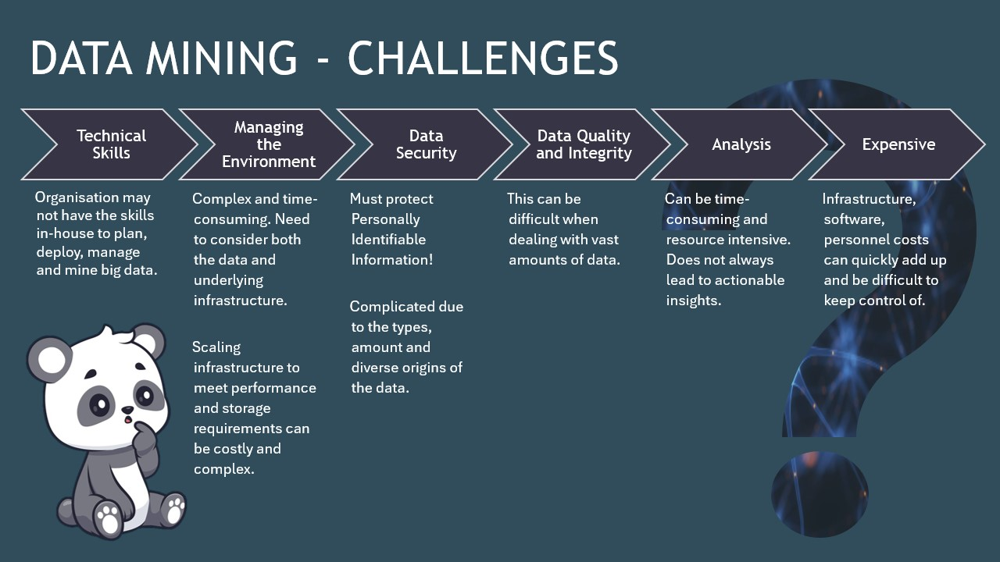 DATA MINING - CHALLENGES
Technical
Skills
Organisation may
not have the skills
in-house to plan,
deploy, manage
and mine big data.
Managing
the
Environment
Complex and time-
consuming. Need
to consider both
the data and
underlying
infrastructure.
Scaling
infrastructure to
meet performance
and storage
requirements can
be costly and
complex.
Data
Security
Must protect
Personally
Identifiable
Information!
Complicated due
to the types,
amount and
diverse origins of
the data.
Data Quality
and Integrity
This can be
difficult when
dealing with vast
amounts of data.
Analysis
Can be time-
consuming and
resource intensive.
Does not always
lead to actionable
insights.
Expensive
Infrastructure,
software,
personnel costs
can quickly add up
and be difficult to
keep control of.